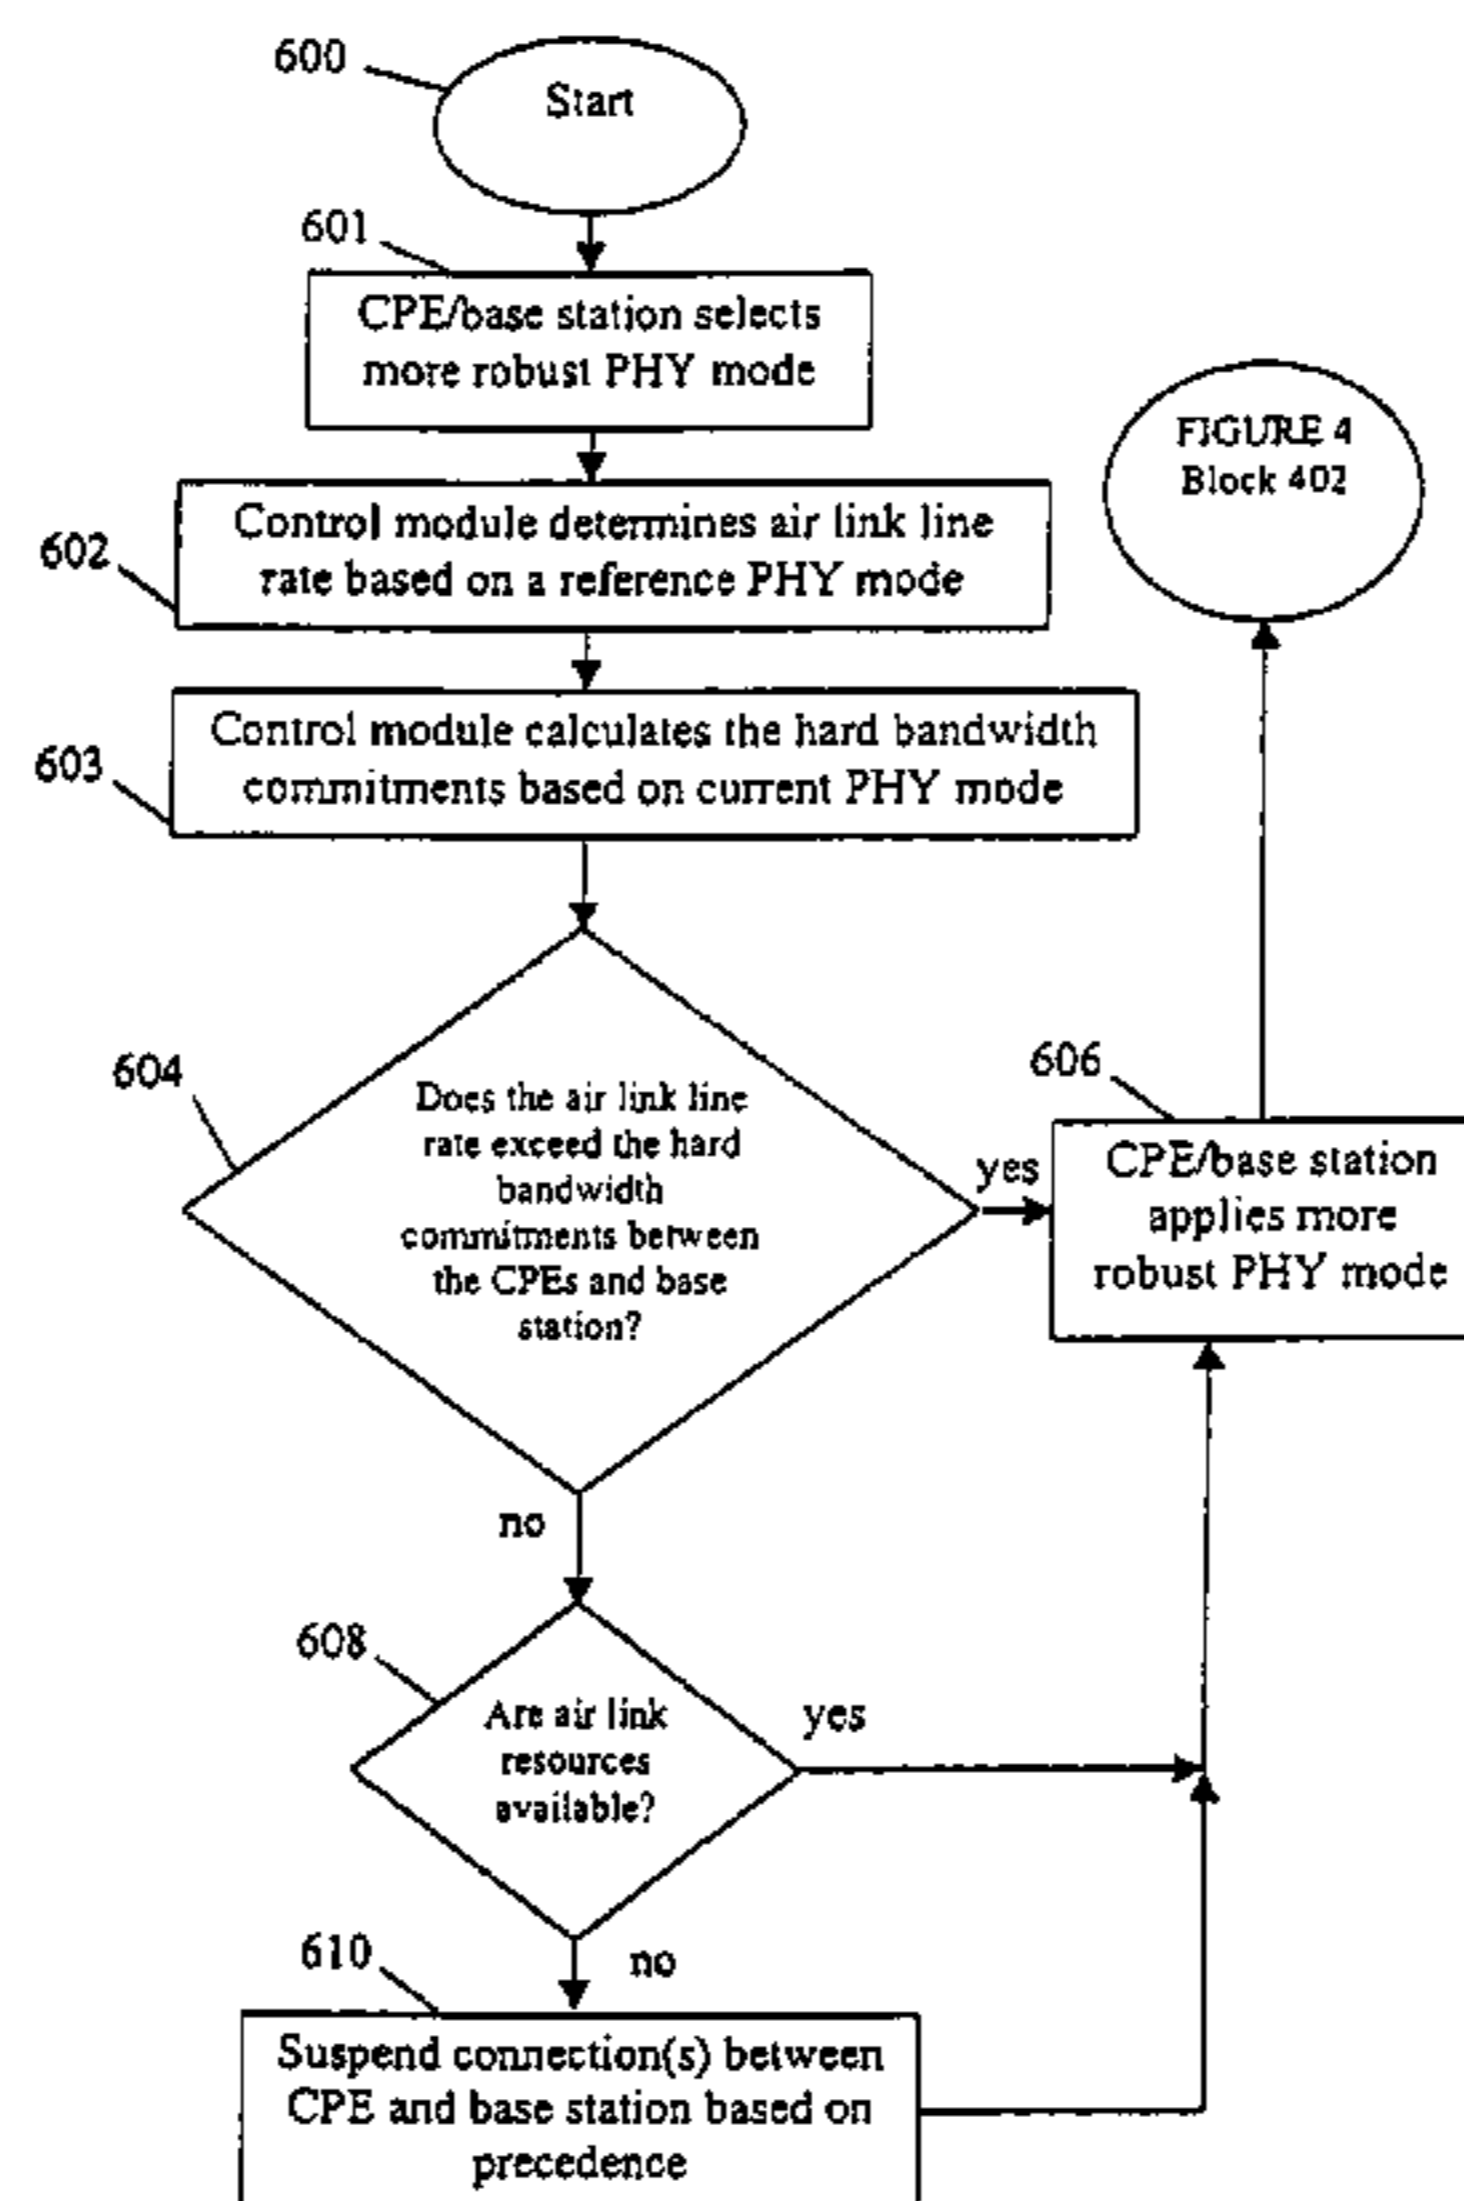 600
Start
601
CPE/base station selects
more robust PHY mode
FIGURE 4
Block 402
602
Control module determines air link line
rate based on a reference PHY mode
603
Control module calculates the hard bandwidth
commitments based on current PHY mode
604
Does the air link line
rate exceed the hard
bandwidth
commitments between
the CPEs and base
station?
yes
606
CPE/base station
applies more
robust PHY mode
no
608
Are air link
resources
available?
yes
610
no
Suspend connection(s) between
CPE and base station based on
precedence